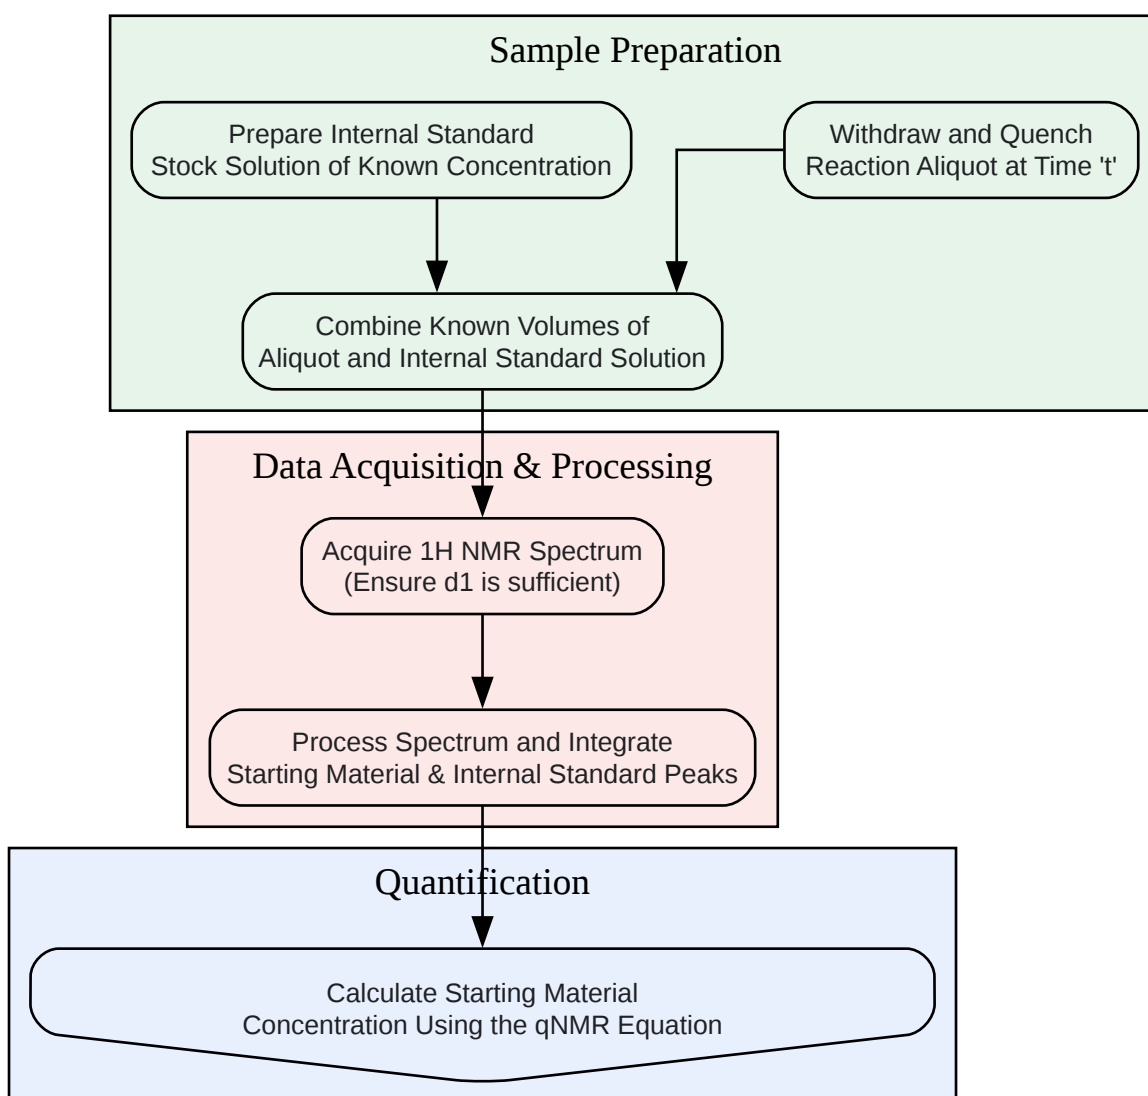 Sample Preparation
Prepare Internal Standard
Stock Solution of Known Concentration
Withdraw and Quench
Reaction Aliquot at Time 't'
Combine Known Volumes of
Aliquot and Internal Standard Solution
Data Acquisition & Processing
Acquire 1H NMR Spectrum
(Ensure d1 is sufficient)
Process Spectrum and Integrate
Starting Material & Internal Standard Peaks
Quantification
Calculate Starting Material
Concentration Using the qNMR Equation